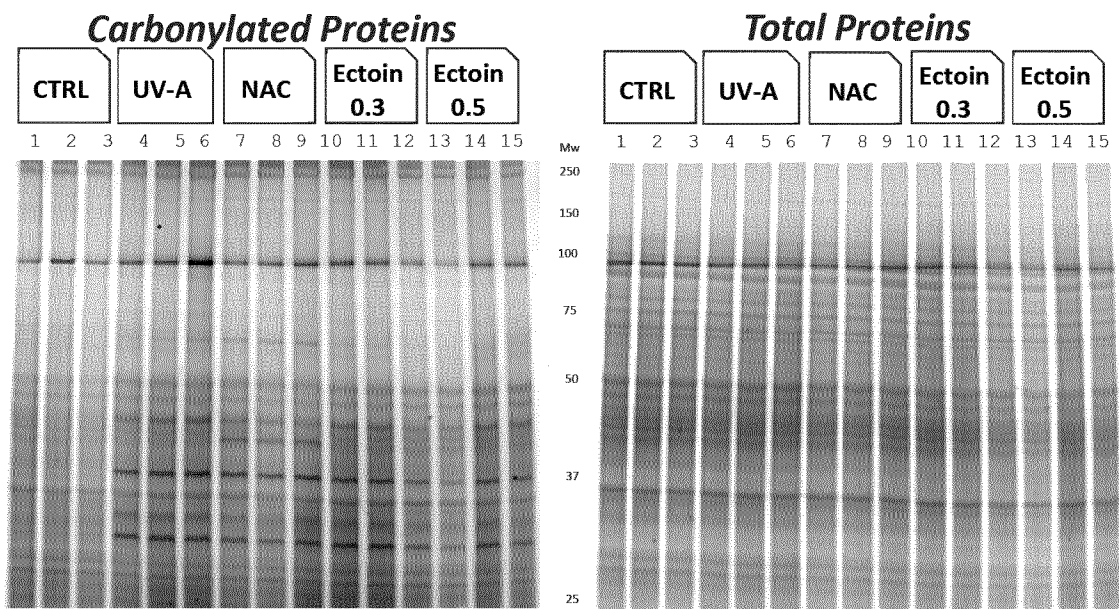 Carbonylated Proteins
CTRL UV-A NAC Ectoin 0.3 Ectoin 0.5
1 2 3 4 5 6 7 8 9 10 11 12 13 14 15
Mw
250
150
100
75
50
37
25
Total Proteins
CTRL UV-A NAC Ectoin 0.3 Ectoin 0.5
1 2 3 4 5 6 7 8 9 10 11 12 13 14 15